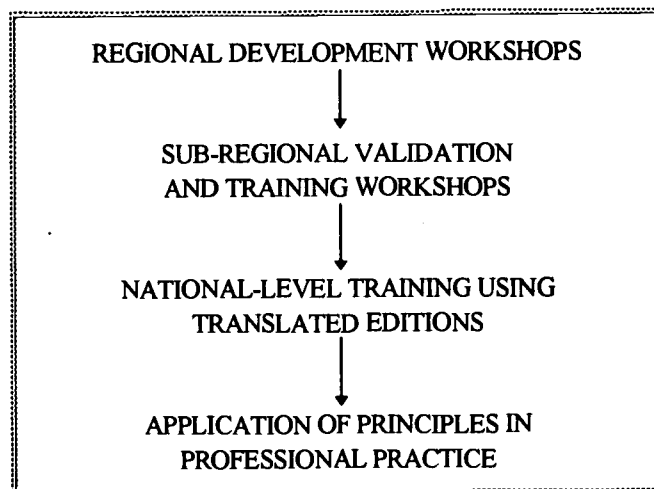 REGIONAL DEVELOPMENT WORKSHOPS
SUB-REGIONAL VALIDATION
AND TRAINING WORKSHOPS
NATIONAL-LEVEL TRAINING USING
TRANSLATED EDITIONS
APPLICATION OF PRINCIPLES IN
PROFESSIONAL PRACTICE